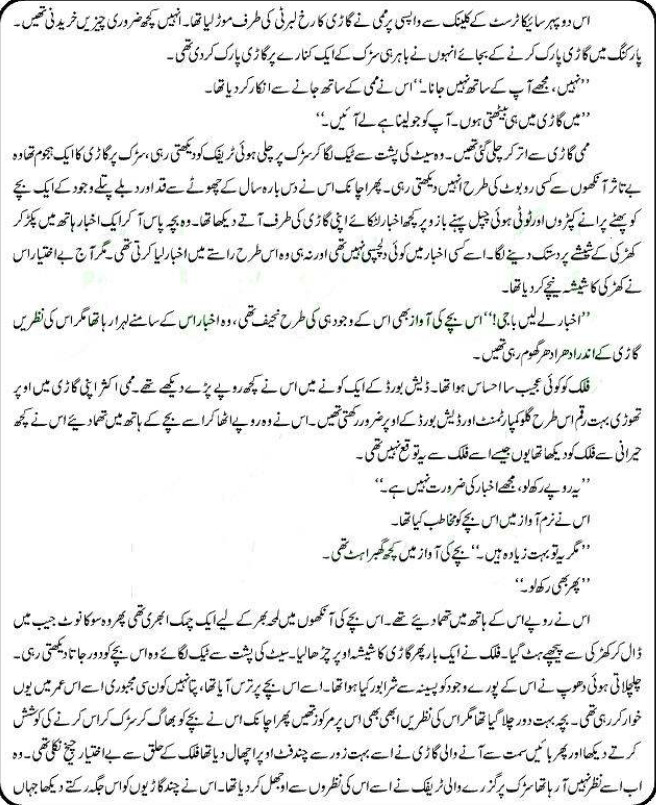 اس دوپہر سائیکاٹرسٹ کے کلینک سے واپسی پر ممی نے گاڑی کا رخ لبرٹی کی طرف موڑ لیا تھا۔ انہیں کچھ ضروری چیزیں خریدنی تھیں۔
پارکنگ میں گاڑی پارک کرنے کے بجائے انہوں نے باہر ہی سڑک کے ایک کنارے پر گاڑی پارک کر دی تھی۔
’’نہیں، مجھے آپ کے ساتھ نہیں جانا۔‘‘ اس نے ممی کے ساتھ جانے سے انکار کر دیا تھا۔
’’میں گاڑی میں ہی بیٹھتی ہوں۔ آپ کو جو لینا ہے لے آئیں۔‘‘
ممی گاڑی سے اتر کر چلی گئی تھیں۔ وہ سیٹ کی پشت سے ٹیک لگا کر سڑک پر چلی ہوئی ٹریفک کو دیکھتی رہی، سڑک پر گاڑی کا ایک ہجوم تھا وہ
بے تاثر آنکھوں سے کسی روبوٹ کی طرح انہیں دیکھتی رہی۔ پھر اچانک اس نے دس بارہ سال کے چھوٹے سے قد اور دبلے پتلے وجود کے ایک بچے
کو پھٹے پرانے کپڑوں اور ٹوٹی ہوئی چپل پہنے بازو پر کچھ اخبار لٹکائے اپنی گاڑی کی طرف آتے دیکھا تھا۔ وہ بچہ پاس آ کر ایک اخبار ہاتھ میں پکڑ کر
کھڑکی کے شیشے پر دستک دینے لگا۔ اسے کسی اخبار میں کوئی دلچسپی نہیں تھی اور نہ ہی وہ اس طرح راستے میں اخبار لیا کرتی تھی۔ مگر آج بے اختیار اس
نے کھڑکی کا شیشہ نیچے کر دیا تھا۔
’’اخبار لے لیں باجی!‘‘ اس بچے کی آواز بھی اس کے وجود ہی کی طرح نحیف تھی، وہ اخبار اس کے سامنے لہرا رہا تھا مگر اس کی نظریں
گاڑی کے اندر ادھر ادھر گھوم رہی تھیں۔
فلک کو کوئی عجیب سا احساس ہوا تھا۔ ڈیش بورڈ کے ایک کونے میں اس نے کچھ روپے پڑے دیکھے تھے۔ ممی اکثر اپنی گاڑی میں اوپر
تھوڑی بہت رقم اس طرح گلو کمپارٹمنٹ اور ڈیش بورڈ کے اوپر ضرور رکھتی تھیں۔ اس نے وہ روپے اٹھا کر اسے بچے کے ہاتھ میں تھما دیئے اس نے کچھ
حیرانی سے فلک کو دیکھا تھا یوں جیسے اسے فلک سے یہ توقع نہیں تھی۔
’’یہ روپے رکھ لو، مجھے اخبار کی ضرورت نہیں ہے۔‘‘
اس نے نرم آواز میں اس بچے کو مخاطب کیا تھا۔
’’مگر یہ تو بہت زیادہ ہیں۔‘‘ بچے کی آواز میں کچھ گھبراہٹ تھی۔
’’پھر بھی رکھ لو۔‘‘
اس نے روپے اس کے ہاتھ میں تھما دیئے تھے۔ اس بچے کی آنکھوں میں لمحہ بھر کے لیے ایک چمک ابھری تھی پھر وہ سو کا نوٹ جیب میں
ڈال کر کھڑکی سے پیچھے ہٹ گیا۔ فلک نے ایک بار پھر گاڑی کا شیشہ اوپر چڑھا لیا۔ سیٹ کی پشت سے ٹیک لگائے وہ اس بچے کو دور جاتا دیکھتی رہی۔
چلچلاتی ہوئی دھوپ نے اس کے پورے وجود کو پسینہ سے شرابور کیا ہوا تھا۔ اسے اس بچے پر ترس آیا تھا، پتا نہیں کون سی مجبوری اسے اس عمر میں یوں
خوار کر رہی تھی۔ بچہ بہت دور چلا گیا تھا مگر اس کی نظریں ابھی بھی اس پر مرکوز تھیں پھر اچانک اس نے بچے کو بھاگ کر سڑک کراس کرنے کی کوشش
کرتے دیکھا اور پھر بائیں سمت سے آنے والی گاڑی نے اسے بہت زور سے چند فٹ اوپر اچھال دیا تھا فلک کے حلق سے بے اختیار چیخ نکلی تھی۔ وہ
اب اسے نظر نہیں آ رہا تھا سڑک پر گزرنے والی ٹریفک نے اسے اس کی نظروں سے اوجھل کر دیا تھا۔ اس نے چند گاڑیوں کو اس جگہ رکتے دیکھا جہاں